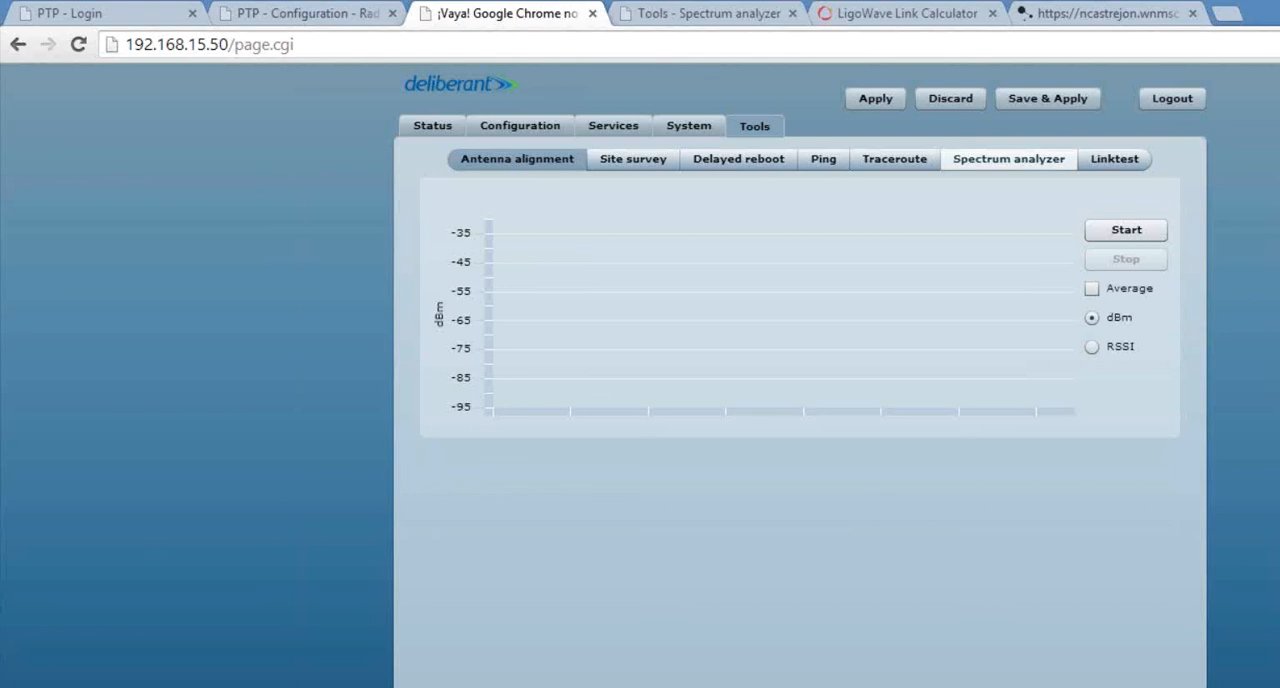 PTP - Login
PTP - Configuration - Rad
¡Vaya! Google Chrome no
Tools - Spectrum analyzer
LigoWave Link Calculator
https://ncastrejon.wnmsc
192.168.15.50/page.cgi
deliberant
Apply
Discard
Save & Apply
Logout
Status
Configuration
Services
System
Tools
Antenna alignment
Site survey
Delayed reboot
Ping
Traceroute
Spectrum analyzer
Linktest
-35
-45
-55
-65
-75
-85
-95
dBm
Start
Stop
Average
dBm
RSSI